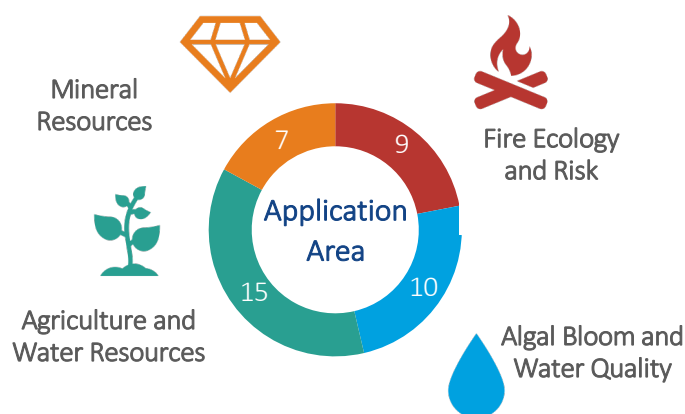 Mineral
Resources
7
9
Fire Ecology
and Risk
Application
Area
15
10
Agriculture and
Water Resources
Algal Bloom and
Water Quality